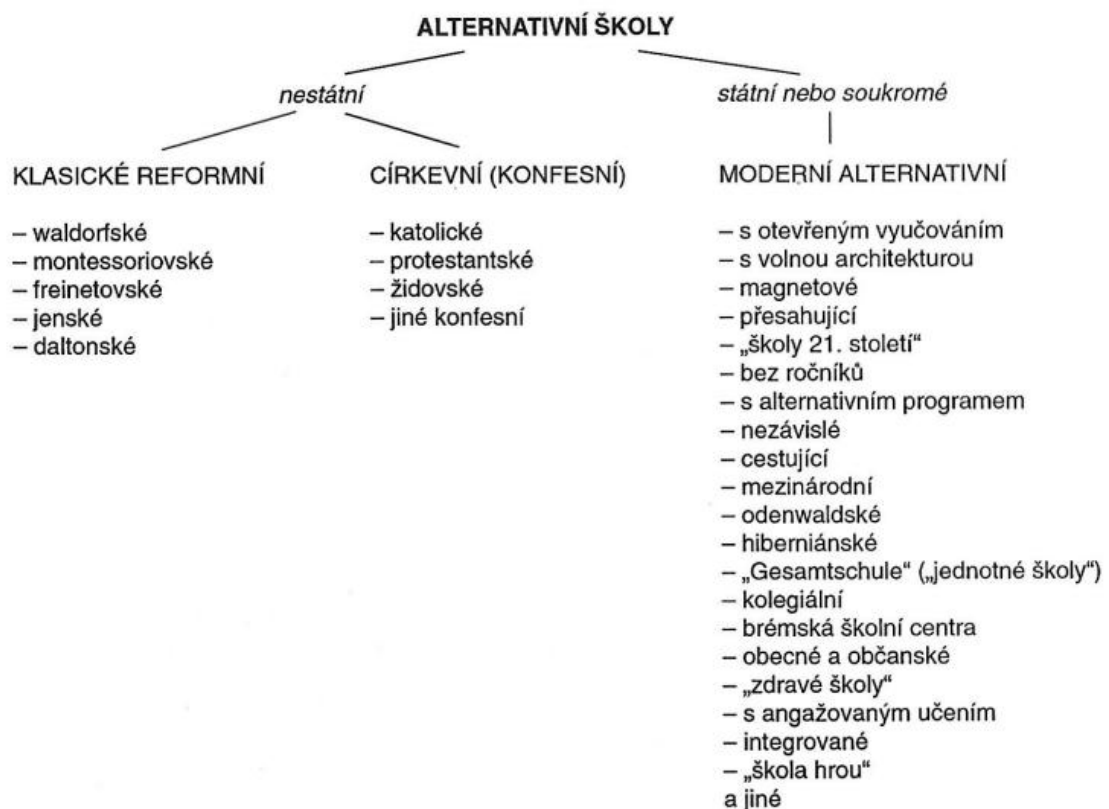 ALTERNATIVNÍ ŠKOLY
nestátní
státní nebo soukromé
KLASICKÉ REFORMNÍ
– waldorfské
– montessoriovské
– freinetovské
– jenské
– daltonské
CÍRKEVNÍ (KONFESNÍ)
– katolické
– protestantské
– židovské
– jiné konfesní
MODERNÍ ALTERNATIVNÍ
– s otevřeným vyučováním
– s volnou architekturou
– magnetové
– přesahující
– „školy 21. století“
– bez ročníků
– s alternativním programem
– nezávislé
– cestující
– mezinárodní
– odenwaldské
– hiberniánské
– „Gesamtschule“ („jednotné školy“)
– kolegiální
– brémská školní centra
– obecné a občanské
– „zdravé školy“
– s angažovaným učením
– integrované
– „škola hrou“
a jiné